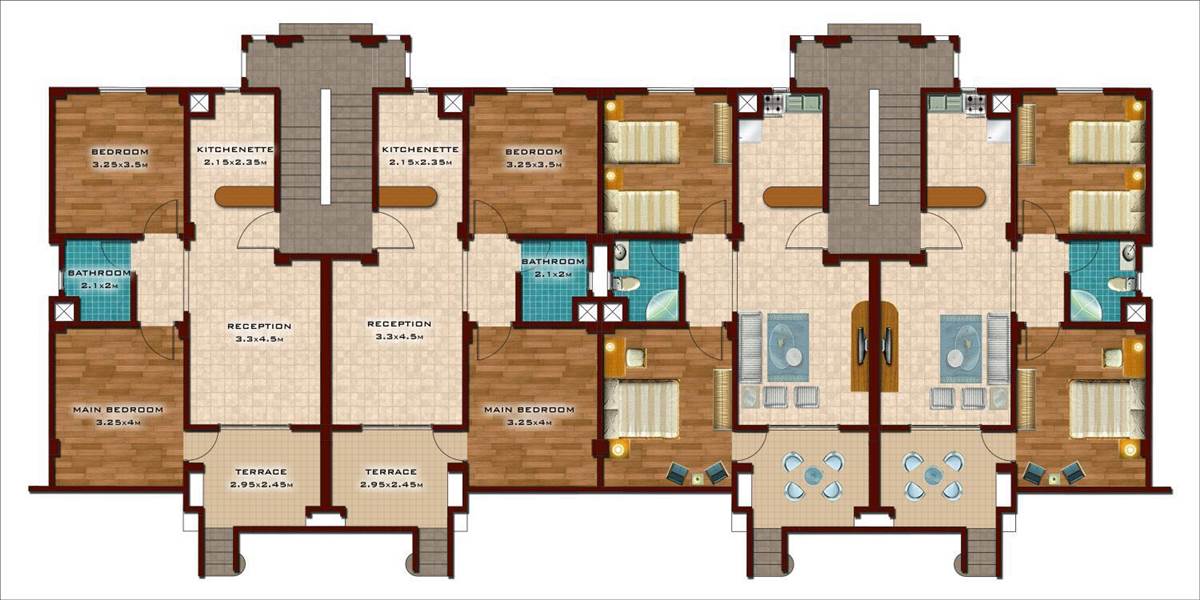 BEDROOM
3.25x3.5M
KITCHENETTE
2.15x2.35M
KITCHENETTE
2.15x2.35M
BEDROOM
3.25x3.5M
BATHROOM
2.1x2M
BATHROOM
2.1x2M
RECEPTION
3.3x4.5M
RECEPTION
3.3x4.5M
MAIN BEDROOM
3.25x4M
MAIN BEDROOM
3.25x4M
TERRACE
2.95x2.45M
TERRACE
2.95x2.45M